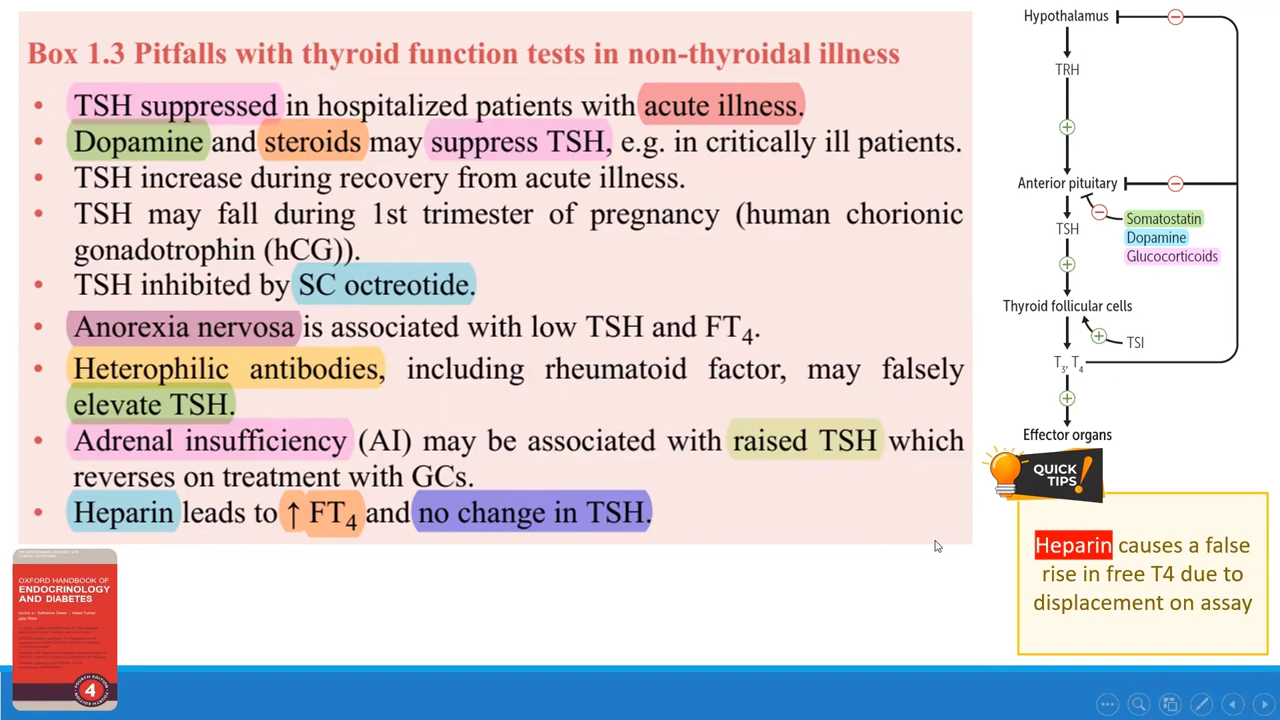 Box 1.3 Pitfalls with thyroid function tests in non-thyroidal illness
• TSH suppressed in hospitalized patients with acute illness.
• Dopamine and steroids may suppress TSH, e.g. in critically ill patients.
• TSH increase during recovery from acute illness.
• TSH may fall during 1st trimester of pregnancy (human chorionic
gonadotrophin (hCG)).
• TSH inhibited by SC octreotide.
• Anorexia nervosa is associated with low TSH and FT4.
• Heterophilic antibodies, including rheumatoid factor, may falsely
elevate TSH.
• Adrenal insufficiency (AI) may be associated with raised TSH which
reverses on treatment with GCs.
• Heparin leads to ↑ FT4 and no change in TSH.
Hypothalamus
TRH
Anterior pituitary
Somatostatin
Dopamine
Glucocorticoids
TSH
Thyroid follicular cells
TSI
T3, T4
Effector organs
QUICK
TIPS
Heparin causes a false
rise in free T4 due to
displacement on assay
OXFORD HANDBOOK OF
ENDOCRINOLOGY
AND DIABETES
FOURTH EDITION
4